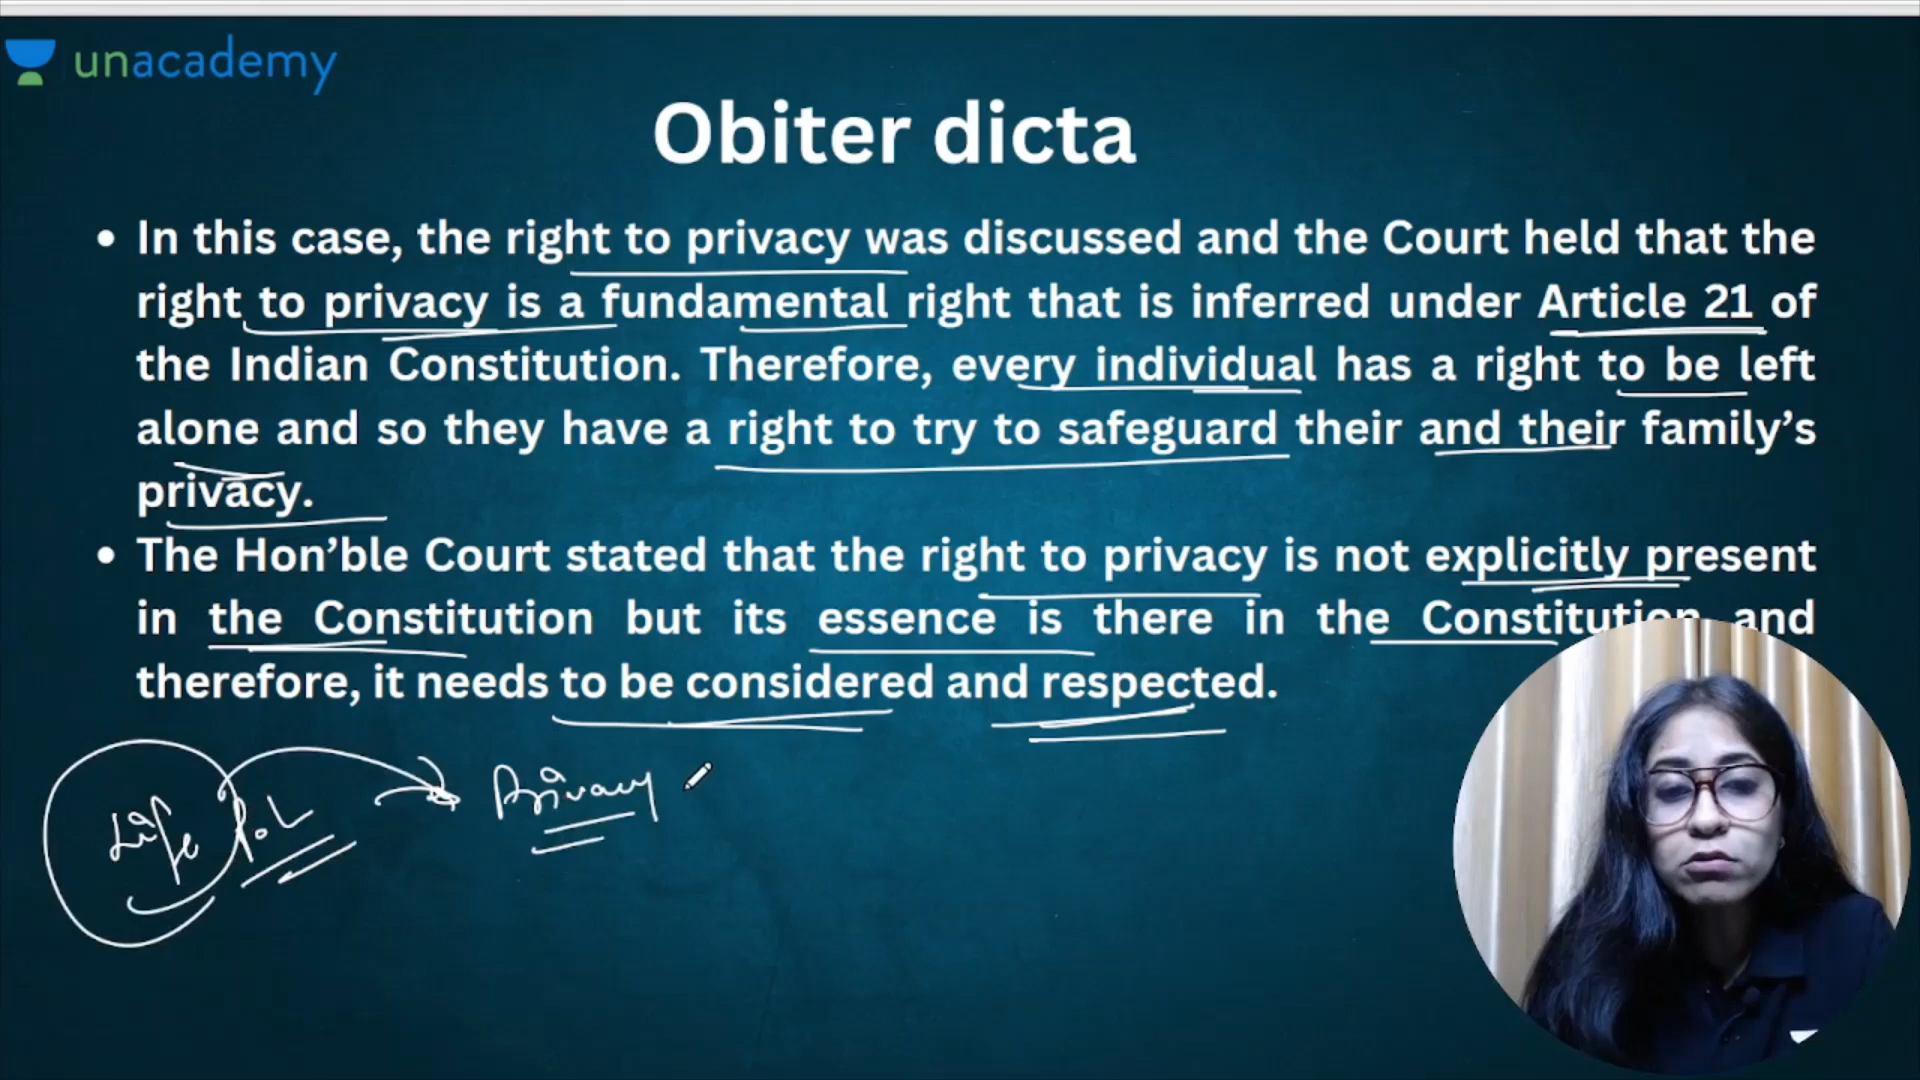 unacademy
Obiter dicta
• In this case, the right to privacy was discussed and the Court held that the
right to privacy is a fundamental right that is inferred under Article 21 of
the Indian Constitution. Therefore, every individual has a right to be left
alone and so they have a right to try to safeguard their and their family's
privacy.
• The Hon'ble Court stated that the right to privacy is not explicitly present
in the Constitution but its essence is there in the Constitution and
therefore, it needs to be considered and respected.
Life P.L Privacy